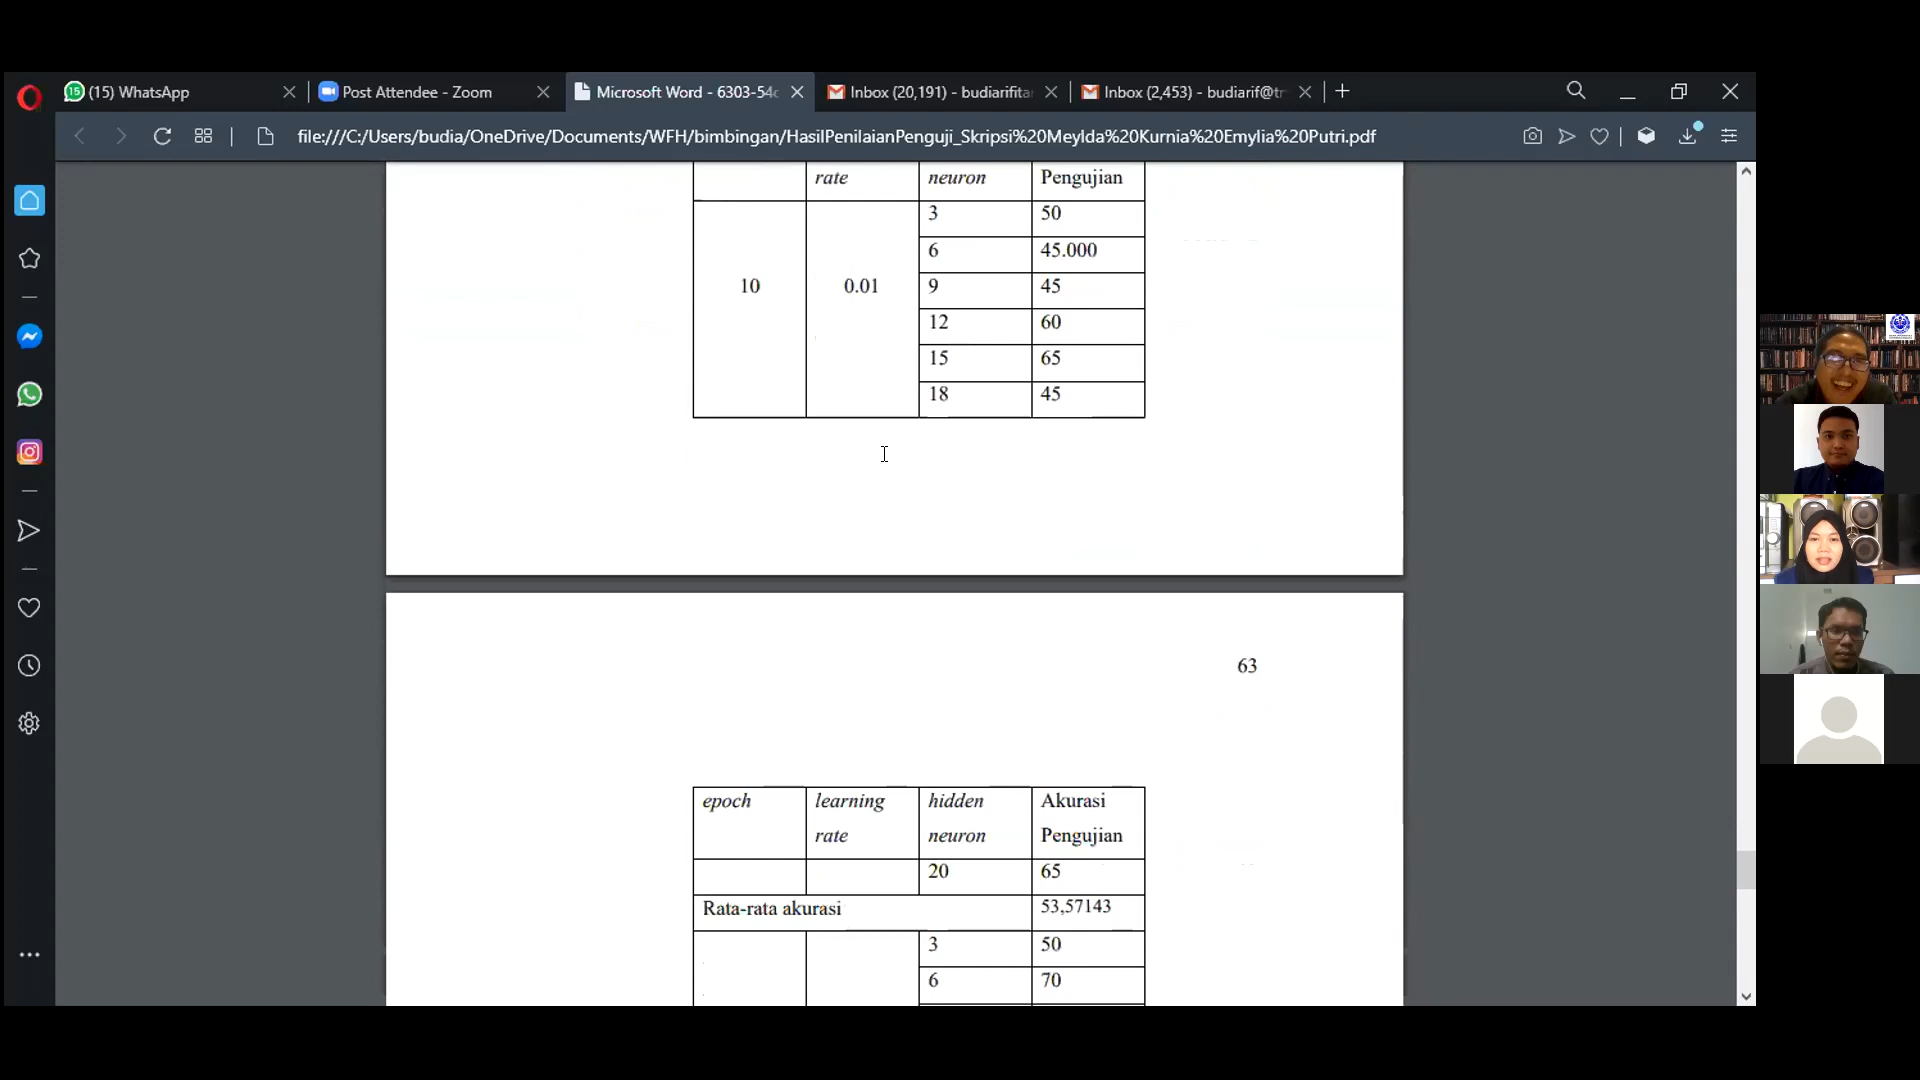 (15) WhatsApp
Post Attendee - Zoom
Microsoft Word - 6303-54
Inbox (20,191) - budiarifita
Inbox (2,453) - budiarif@tr
file:///C:/Users/budia/OneDrive/Documents/WFH/bimbingan/HasilPenilaianPenguji_Skripsi%20Meylda%20Kurnia%20Emylia%20Putri.pdf
rate neuron Pengujian
3 50
6 45.000
10 0.01 9 45
12 60
15 65
18 45
63
epoch learning hidden Akurasi
rate neuron Pengujian
20 65
Rata-rata akurasi 53,57143
3 50
6 70